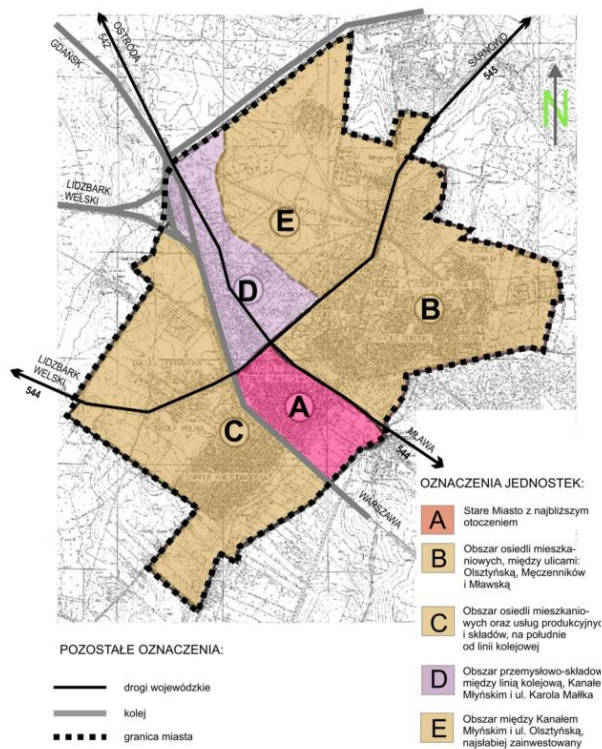 GDAŃSK
OSTRÓDA
542
SARNOWO
545
N
LIDZBARK
WELSKI
E
D
B
LIDZBARK
WELSKI
544
A
C
MŁAWA
544
WARSZAWA
OZNACZENIA JEDNOSTEK:
A
Stare Miasto z najbliższym
otoczeniem
B
Obszar osiedli mieszka-
niowych, między ulicami:
Olsztyńską, Męczenników
i Mławską
C
Obszar osiedli mieszkanio-
wych oraz usług produkcyjnyc
i składów, na południe
od linii kolejowej
D
Obszar przemysłowo-składow
między linią kolejową, Kanałe
Młyńskim i ul. Karola Małłka
E
Obszar między Kanałem
Młyńskim i ul. Olsztyńską,
najsłabiej zainwestowany
POZOSTAŁE OZNACZENIA:
drogi wojewódzkie
kolej
granica miasta